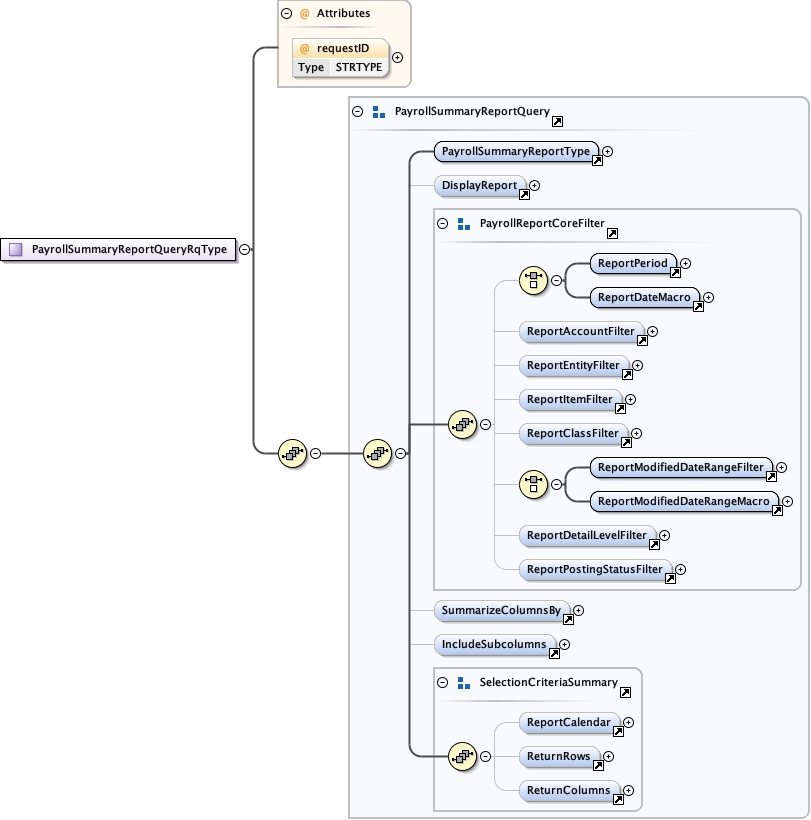 @ Attributes
@ requestID
Type STRTYPE
PayrollSummaryReportQuery
PayrollSummaryReportType
DisplayReport
PayrollReportCoreFilter
PayrollSummaryReportQueryRqType
ReportPeriod
ReportDateMacro
ReportAccountFilter
ReportEntityFilter
ReportItemFilter
ReportClassFilter
ReportModifiedDateRangeFilter
ReportModifiedDateRangeMacro
ReportDetailLevelFilter
ReportPostingStatusFilter
SummarizeColumnsBy
IncludeSubcolumns
SelectionCriteriaSummary
ReportCalendar
ReturnRows
ReturnColumns